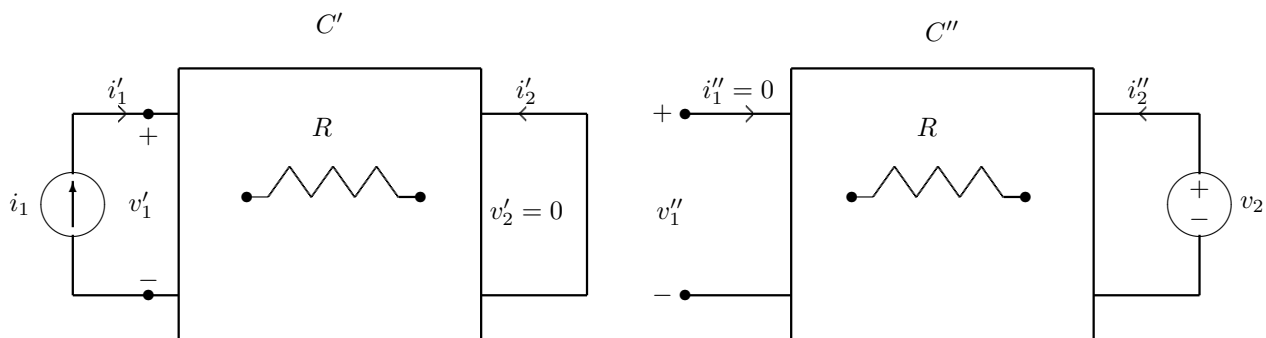 C′ C″
i′₁ i′₂ i″₁ = 0 i″₂
+ +
R R
i₁ v′₁ v′₂ = 0 v″₁ + − v₂
− −